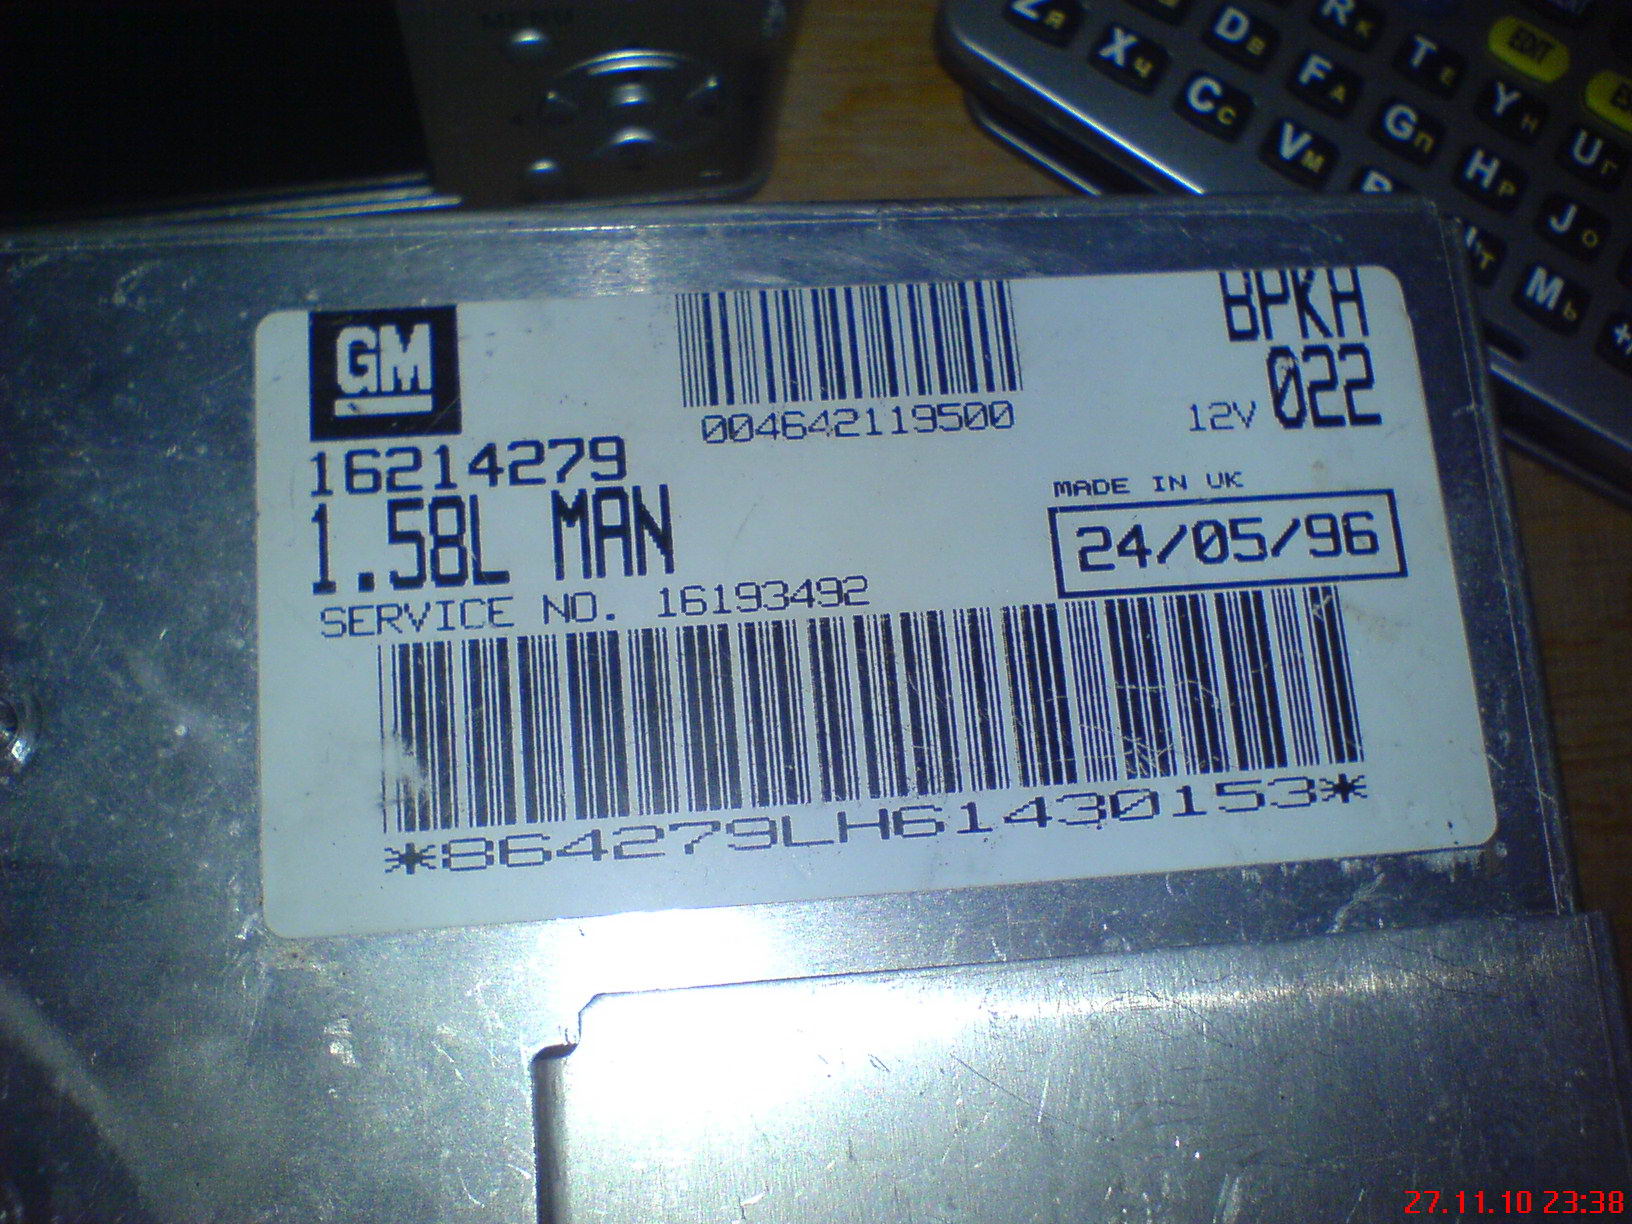 Z Я
X Ч
D В
C С
R К
F А
V М
T Е
G П
Y Н
H Р
U Г
J О
M Ь
EDIT
GM
004642119500
BPKH
022
12V
16214279
1.58L MAN
MADE IN UK
24/05/96
SERVICE NO. 16193492
*864279LH61430153*
27.11.10 23:38